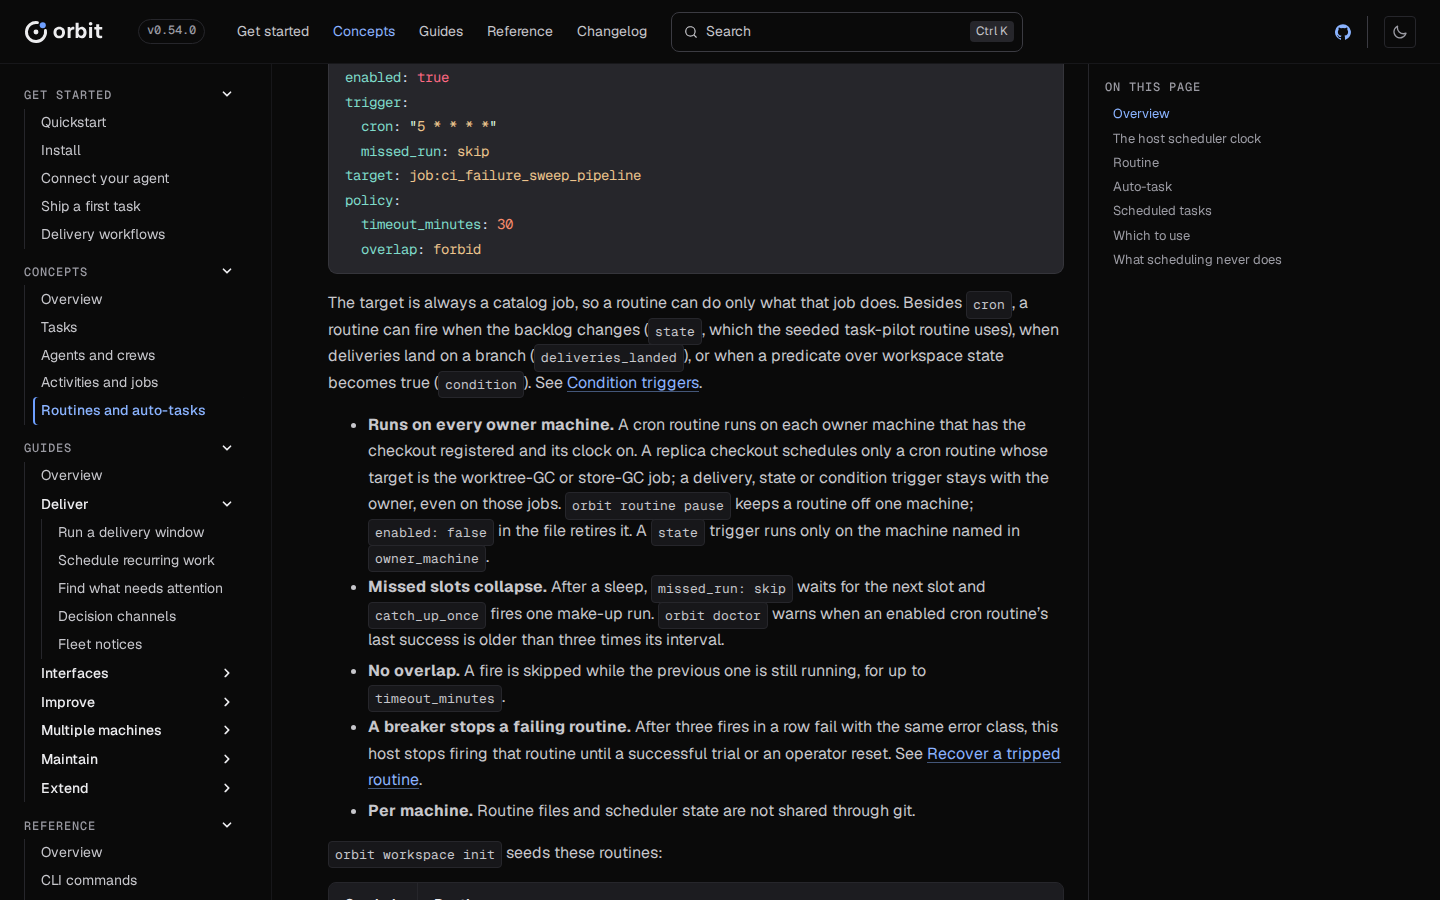 orbit
v0.54.0
Get started
Concepts
Guides
Reference
Changelog
Search
Ctrl K
GET STARTED
Quickstart
Install
Connect your agent
Ship a first task
Delivery workflows
CONCEPTS
Overview
Tasks
Agents and crews
Activities and jobs
Routines and auto-tasks
GUIDES
Overview
Deliver
Run a delivery window
Schedule recurring work
Find what needs attention
Decision channels
Fleet notices
Interfaces
Improve
Multiple machines
Maintain
Extend
REFERENCE
Overview
CLI commands
enabled: true
trigger:
cron: "5 * * * *"
missed_run: skip
target: job:ci_failure_sweep_pipeline
policy:
timeout_minutes: 30
overlap: forbid
The target is always a catalog job, so a routine can do only what that job does. Besides cron, a
routine can fire when the backlog changes (state, which the seeded task-pilot routine uses), when
deliveries land on a branch (deliveries_landed), or when a predicate over workspace state
becomes true (condition). See Condition triggers.
• Runs on every owner machine. A cron routine runs on each owner machine that has the
checkout registered and its clock on. A replica checkout schedules only a cron routine whose
target is the worktree-GC or store-GC job; a delivery, state or condition trigger stays with the
owner, even on those jobs. orbit routine pause keeps a routine off one machine;
enabled: false in the file retires it. A state trigger runs only on the machine named in
owner_machine.
• Missed slots collapse. After a sleep, missed_run: skip waits for the next slot and
catch_up_once fires one make-up run. orbit doctor warns when an enabled cron routine’s
last success is older than three times its interval.
• No overlap. A fire is skipped while the previous one is still running, for up to
timeout_minutes.
• A breaker stops a failing routine. After three fires in a row fail with the same error class, this
host stops firing that routine until a successful trial or an operator reset. See Recover a tripped
routine.
• Per machine. Routine files and scheduler state are not shared through git.
orbit workspace init seeds these routines:
ON THIS PAGE
Overview
The host scheduler clock
Routine
Auto-task
Scheduled tasks
Which to use
What scheduling never does